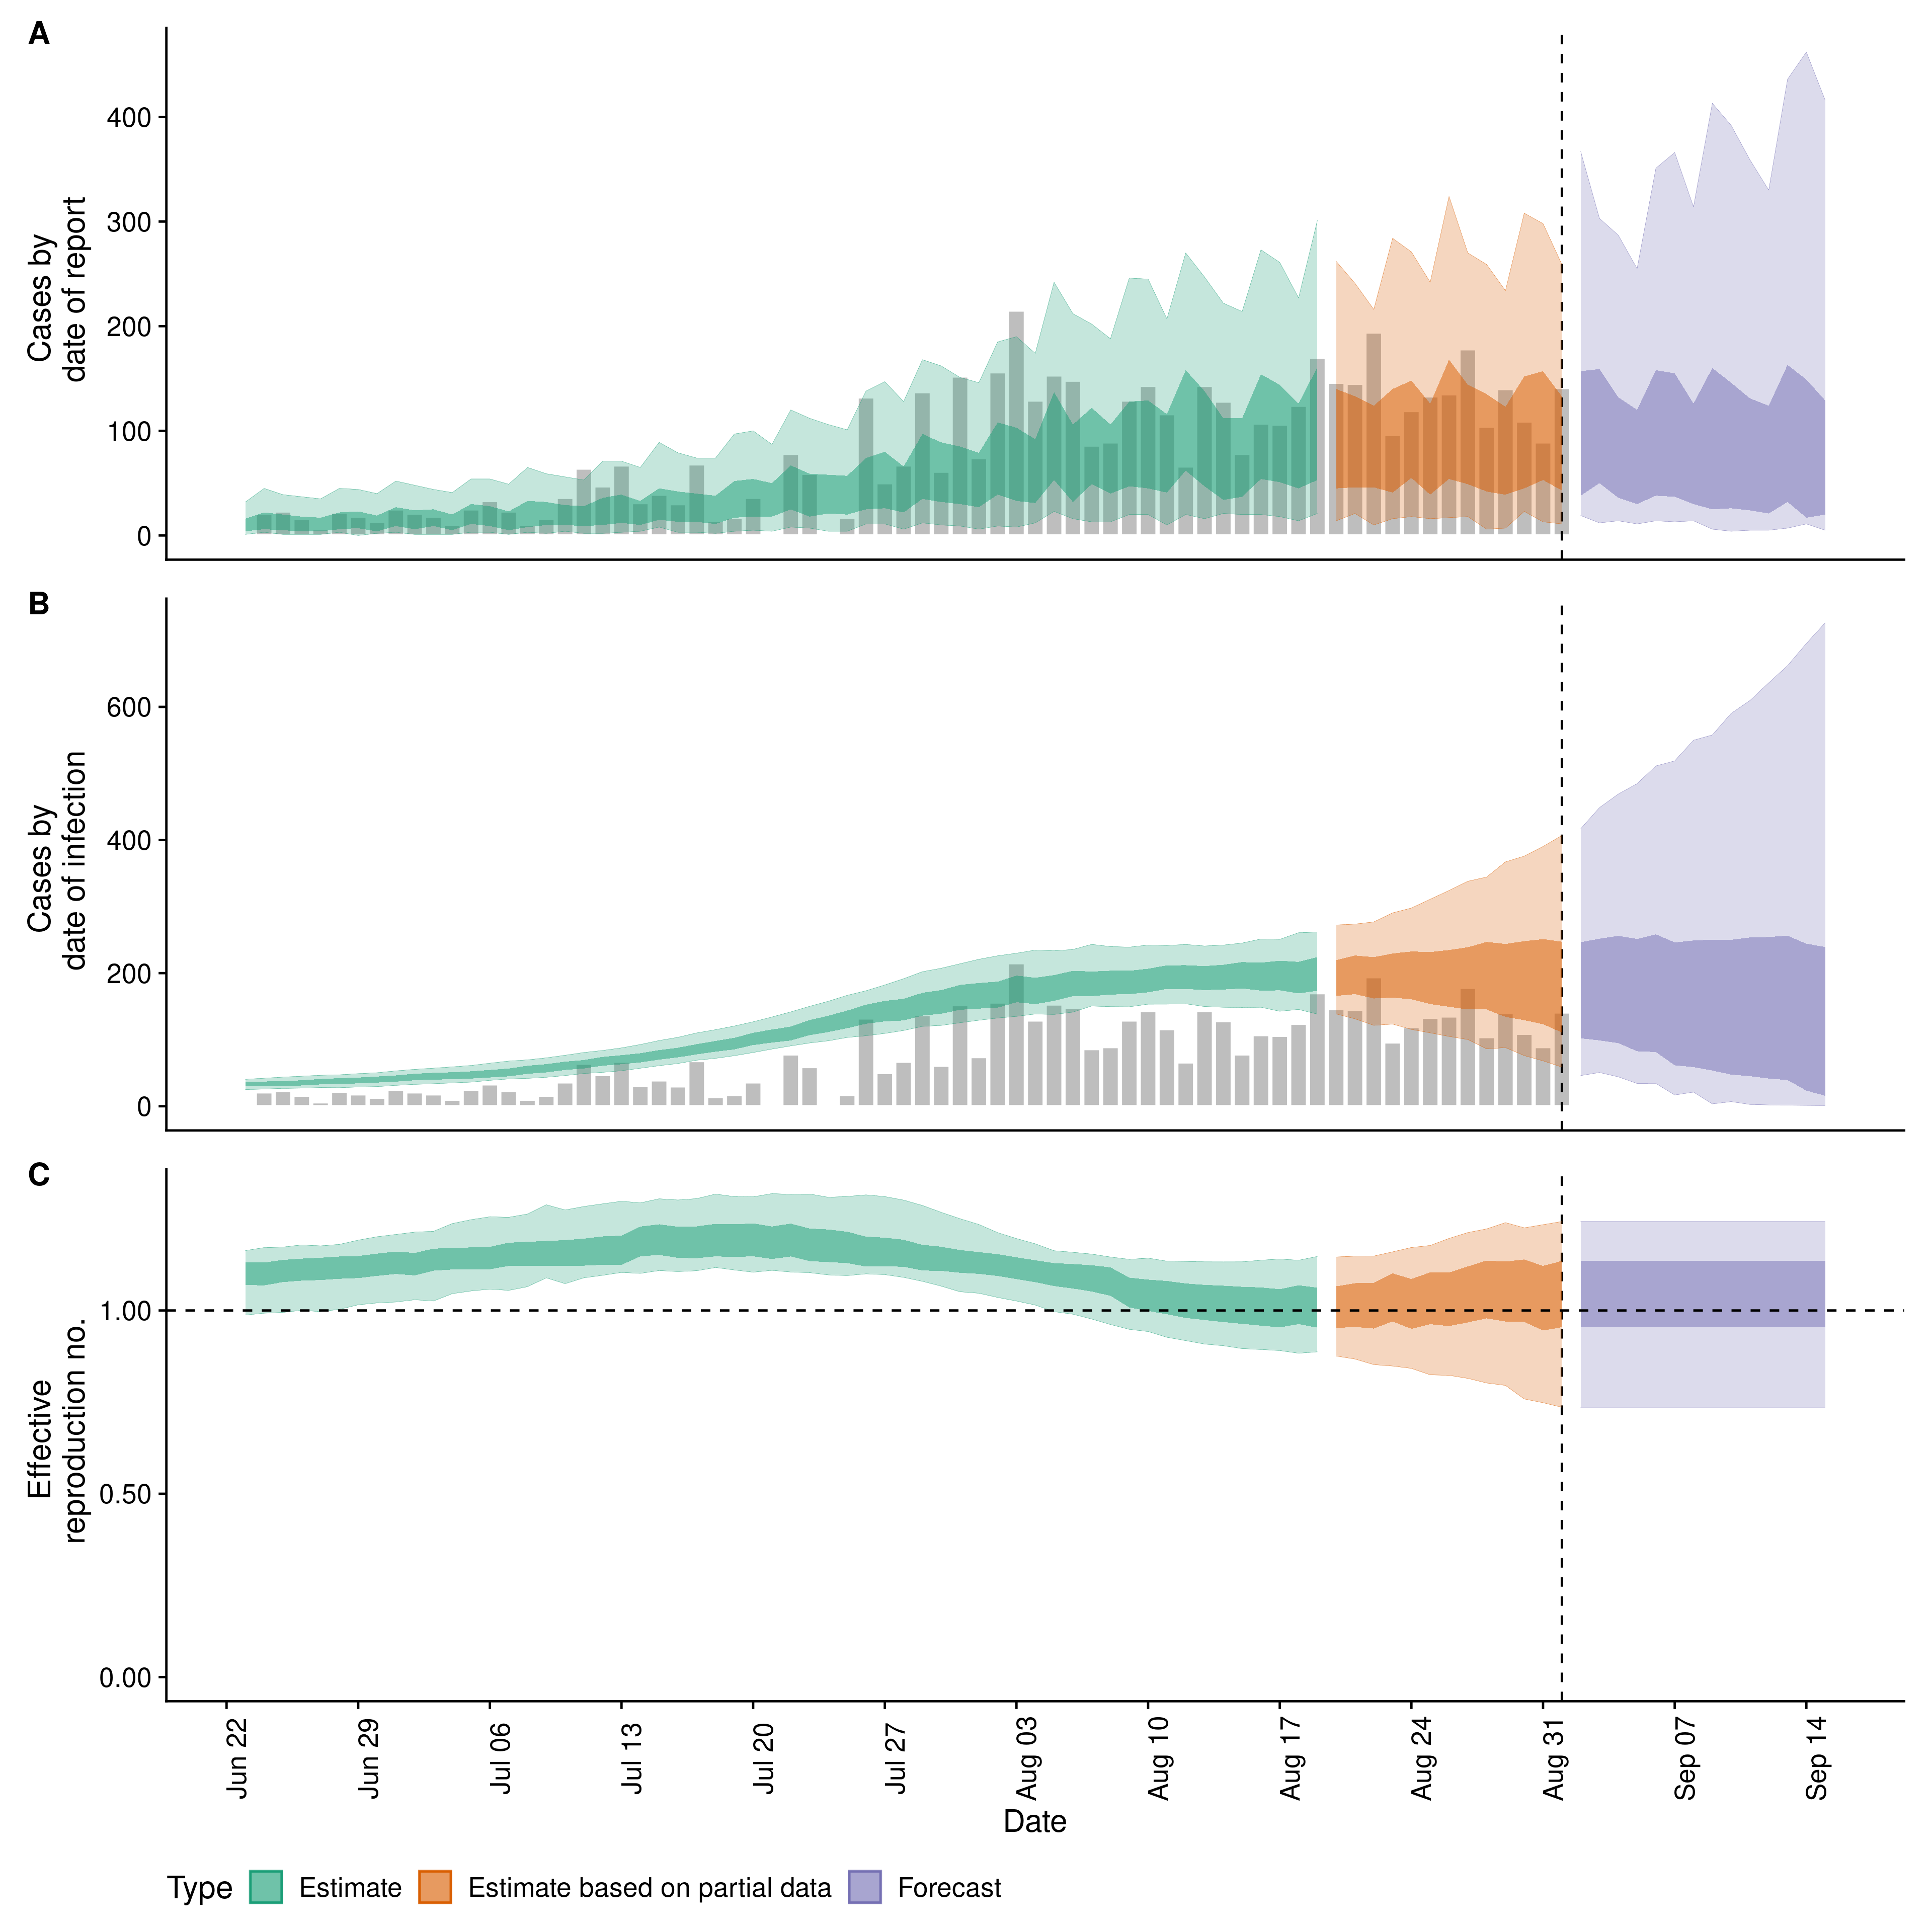 A
Cases by
date of report
400
300
200
100
0
B
Cases by
date of infection
600
400
200
0
C
Effective
reproduction no.
1.00
0.50
0.00
Jun 22
Jun 29
Jul 06
Jul 13
Jul 20
Jul 27
Aug 03
Aug 10
Aug 17
Aug 24
Aug 31
Sep 07
Sep 14
Date
Type
Estimate
Estimate based on partial data
Forecast